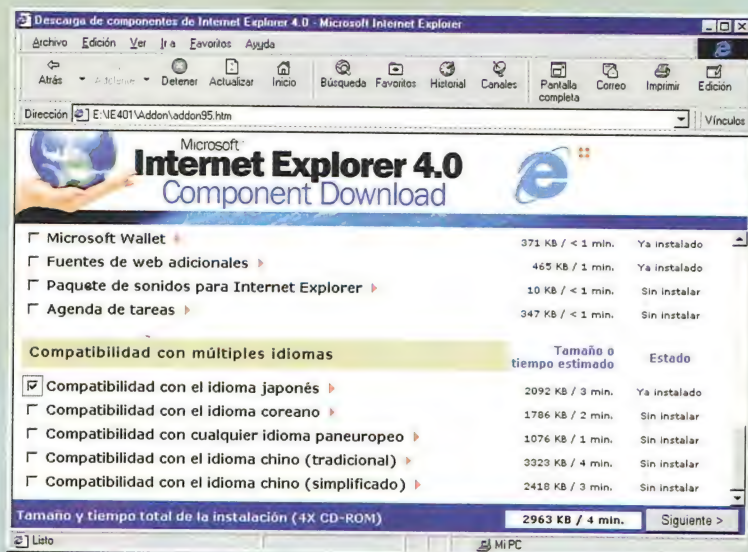 Descarga de componentes de Internet Explorer 4.0 - Microsoft Internet Explorer
Archivo Edición Ver Ir a Favoritos Ayuda
Atrás Adelante Detener Actualizar Inicio Búsqueda Favoritos Historial Canales Pantalla completa Correo Imprimir Edición
Dirección E:\IE401\Addon\addon95.htm Vínculos
Microsoft
Internet Explorer 4.0
Component Download
Microsoft Wallet 371 KB / < 1 min. Ya instalado
Fuentes de web adicionales 465 KB / 1 min. Ya instalado
Paquete de sonidos para Internet Explorer 10 KB / < 1 min. Sin instalar
Agenda de tareas 347 KB / < 1 min. Sin instalar
Compatibilidad con múltiples idiomas Tamaño o tiempo estimado Estado
Compatibilidad con el idioma japonés 2092 KB / 3 min. Ya instalado
Compatibilidad con el idioma coreano 1786 KB / 2 min. Sin instalar
Compatibilidad con cualquier idioma paneuropeo 1076 KB / 1 min. Sin instalar
Compatibilidad con el idioma chino (tradicional) 3323 KB / 4 min. Sin instalar
Compatibilidad con el idioma chino (simplificado) 2418 KB / 3 min. Sin instalar
Tamaño y tiempo total de la instalación (4X CD-ROM) 2963 KB / 4 min. Siguiente >
Listo Mi PC